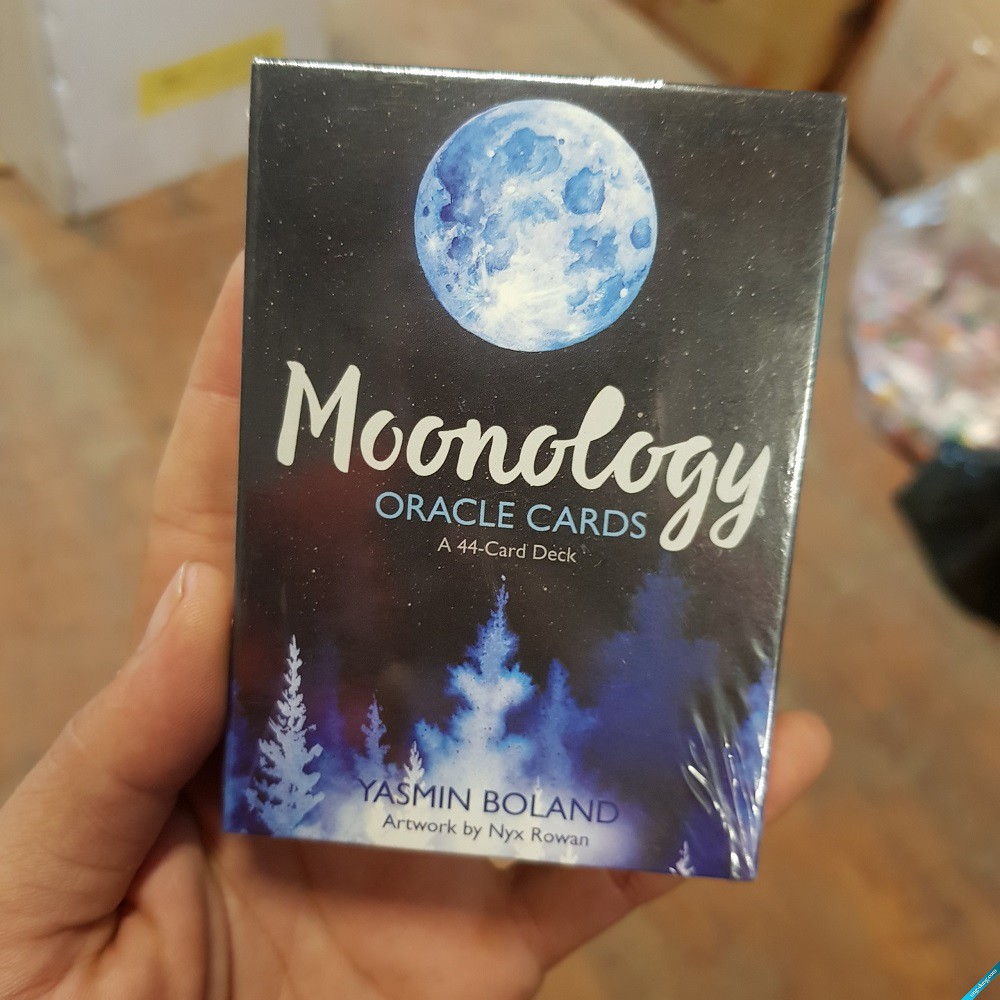 Moonology
ORACLE CARDS
A 44-Card Deck
YASMIN BOLAND
Artwork by Nyx Rowan